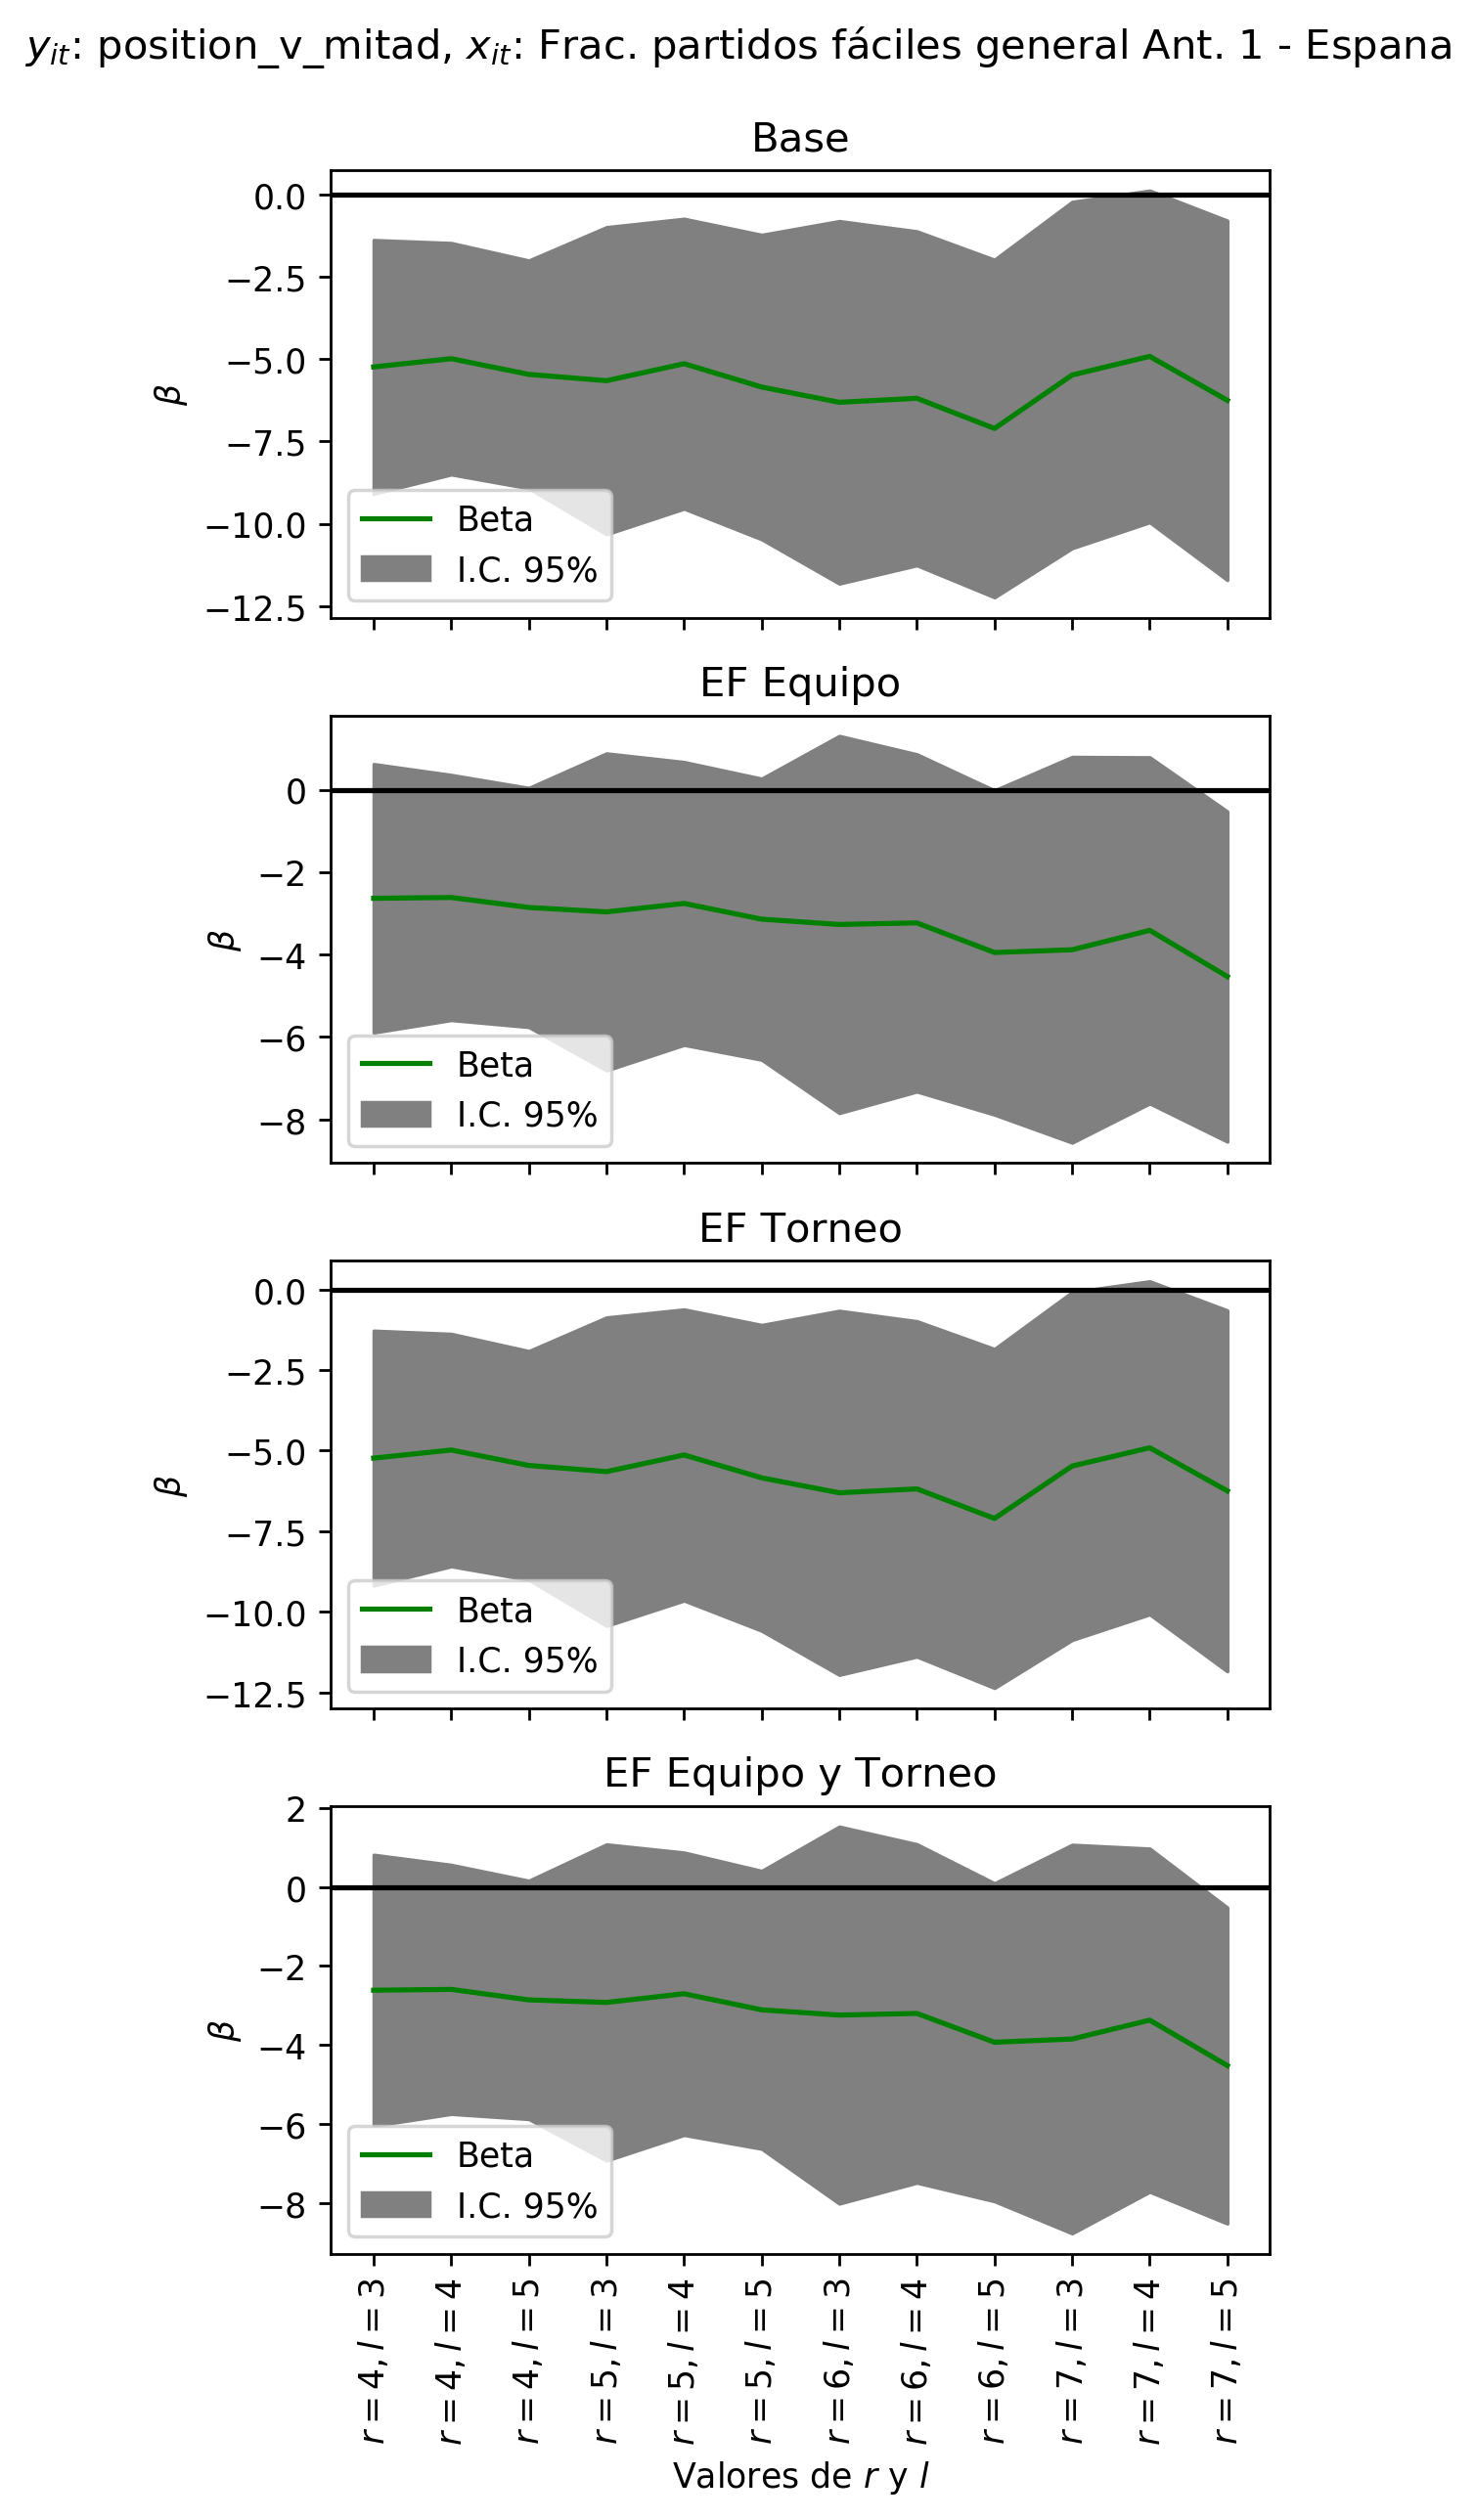 y_it: position_v_mitad, x_it: Frac. partidos fáciles general Ant. 1 - Espana
Base
0.0
−2.5
−5.0
−7.5
−10.0
−12.5
β
Beta
I.C. 95%
EF Equipo
0
−2
−4
−6
−8
β
Beta
I.C. 95%
EF Torneo
0.0
−2.5
−5.0
−7.5
−10.0
−12.5
β
Beta
I.C. 95%
EF Equipo y Torneo
2
0
−2
−4
−6
−8
β
Beta
I.C. 95%
r = 4, l = 3
r = 4, l = 4
r = 4, l = 5
r = 5, l = 3
r = 5, l = 4
r = 5, l = 5
r = 6, l = 3
r = 6, l = 4
r = 6, l = 5
r = 7, l = 3
r = 7, l = 4
r = 7, l = 5
Valores de r y l